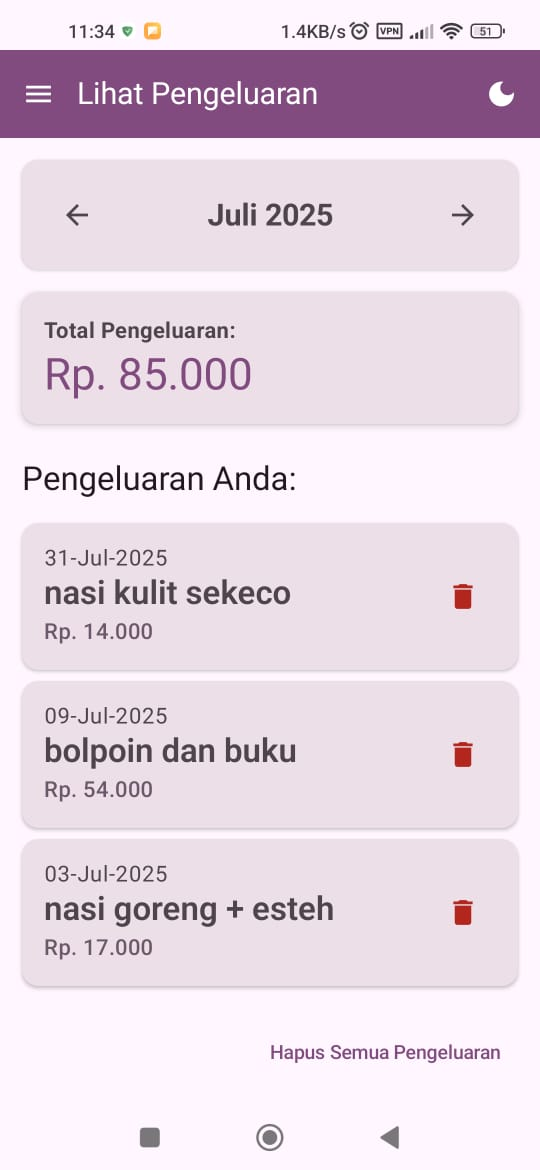 11:34
1.4KB/s VPN 51
Lihat Pengeluaran
Juli 2025
Total Pengeluaran:
Rp. 85.000
Pengeluaran Anda:
31-Jul-2025
nasi kulit sekeco
Rp. 14.000
09-Jul-2025
bolpoin dan buku
Rp. 54.000
03-Jul-2025
nasi goreng + esteh
Rp. 17.000
Hapus Semua Pengeluaran